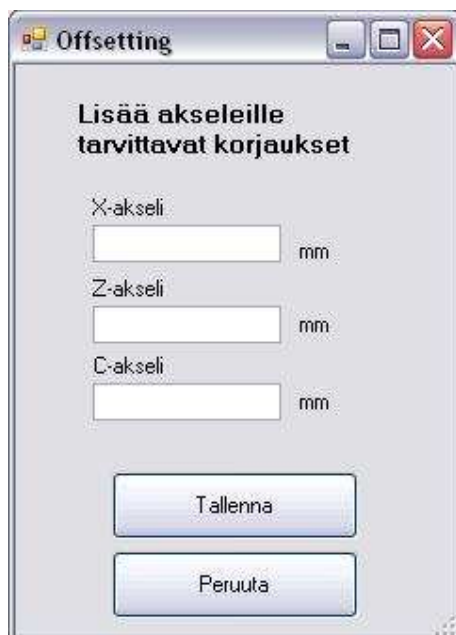 Offsetting
Lisää akseleille
tarvittavat korjaukset
X-akseli
mm
Z-akseli
mm
C-akseli
mm
Tallenna
Peruuta